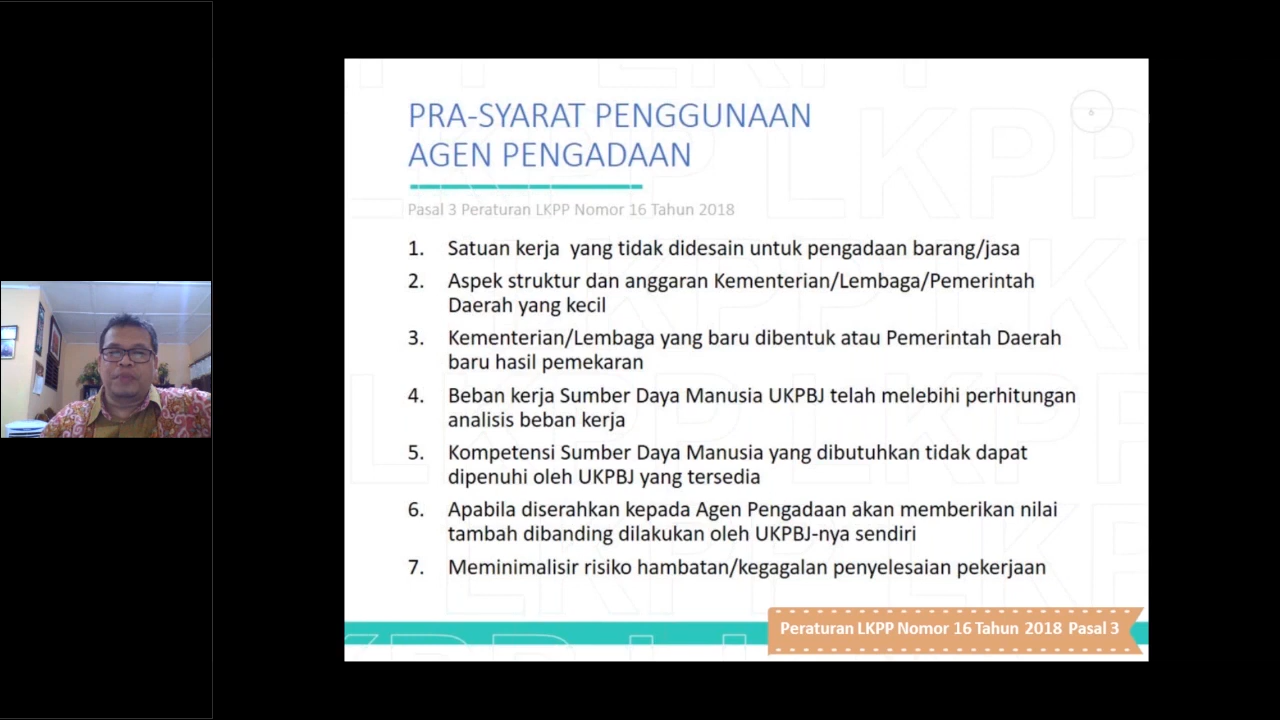 PRA-SYARAT PENGGUNAAN
AGEN PENGADAAN
6
Pasal 3 Peraturan LKPP Nomor 16 Tahun 2018
1. Satuan kerja yang tidak didesain untuk pengadaan barang/jasa
2. Aspek struktur dan anggaran Kementerian/Lembaga/Pemerintah
Daerah yang kecil
3. Kementerian/Lembaga yang baru dibentuk atau Pemerintah Daerah
baru hasil pemekaran
4. Beban kerja Sumber Daya Manusia UKPBJ telah melebihi perhitungan
analisis beban kerja
5. Kompetensi Sumber Daya Manusia yang dibutuhkan tidak dapat
dipenuhi oleh UKPBJ yang tersedia
6. Apabila diserahkan kepada Agen Pengadaan akan memberikan nilai
tambah dibanding dilakukan oleh UKPBJ-nya sendiri
7. Meminimalisir risiko hambatan/kegagalan penyelesaian pekerjaan
Peraturan LKPP Nomor 16 Tahun 2018 Pasal 3